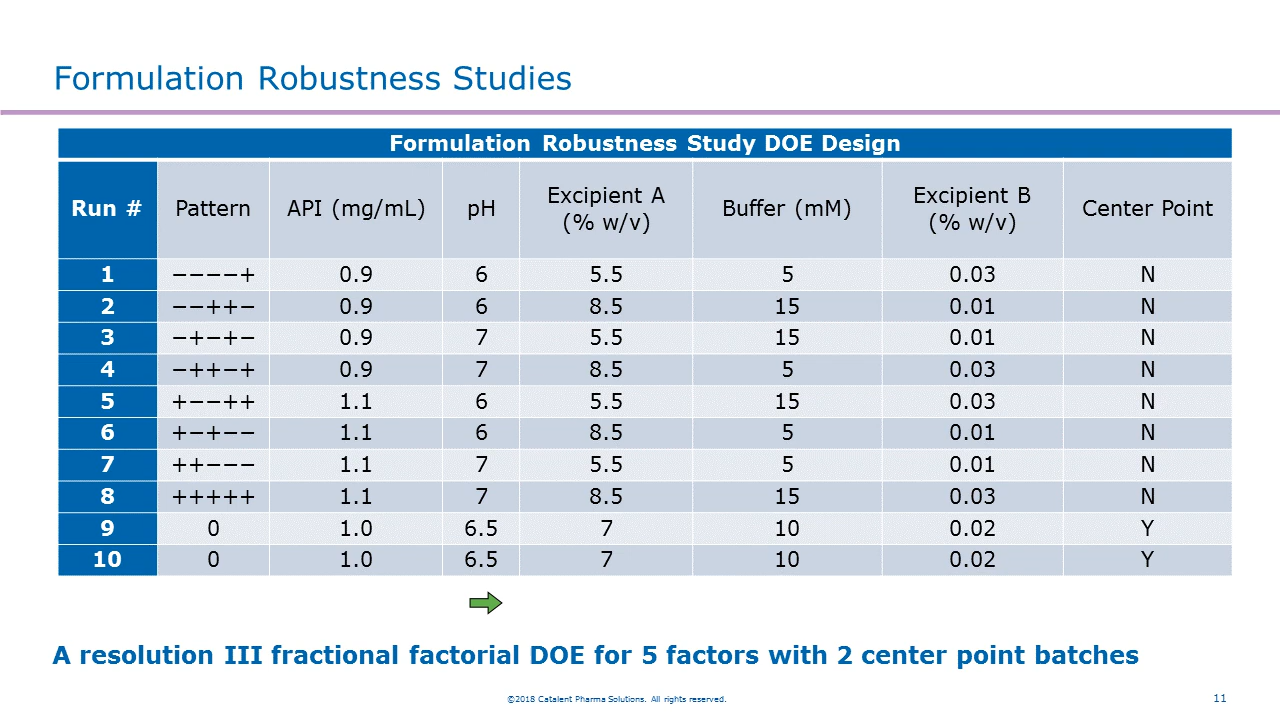 Formulation Robustness Studies
Formulation Robustness Study DOE Design
Run # Pattern API (mg/mL) pH Excipient A (% w/v) Buffer (mM) Excipient B (% w/v) Center Point
1 −−−−+ 0.9 6 5.5 5 0.03 N
2 −−++− 0.9 6 8.5 15 0.01 N
3 −+−+− 0.9 7 5.5 15 0.01 N
4 −++−+ 0.9 7 8.5 5 0.03 N
5 +−−++ 1.1 6 5.5 15 0.03 N
6 +−+−− 1.1 6 8.5 5 0.01 N
7 ++−−− 1.1 7 5.5 5 0.01 N
8 +++++ 1.1 7 8.5 15 0.03 N
9 0 1.0 6.5 7 10 0.02 Y
10 0 1.0 6.5 7 10 0.02 Y
A resolution III fractional factorial DOE for 5 factors with 2 center point batches
©2018 Catalent Pharma Solutions. All rights reserved.
11